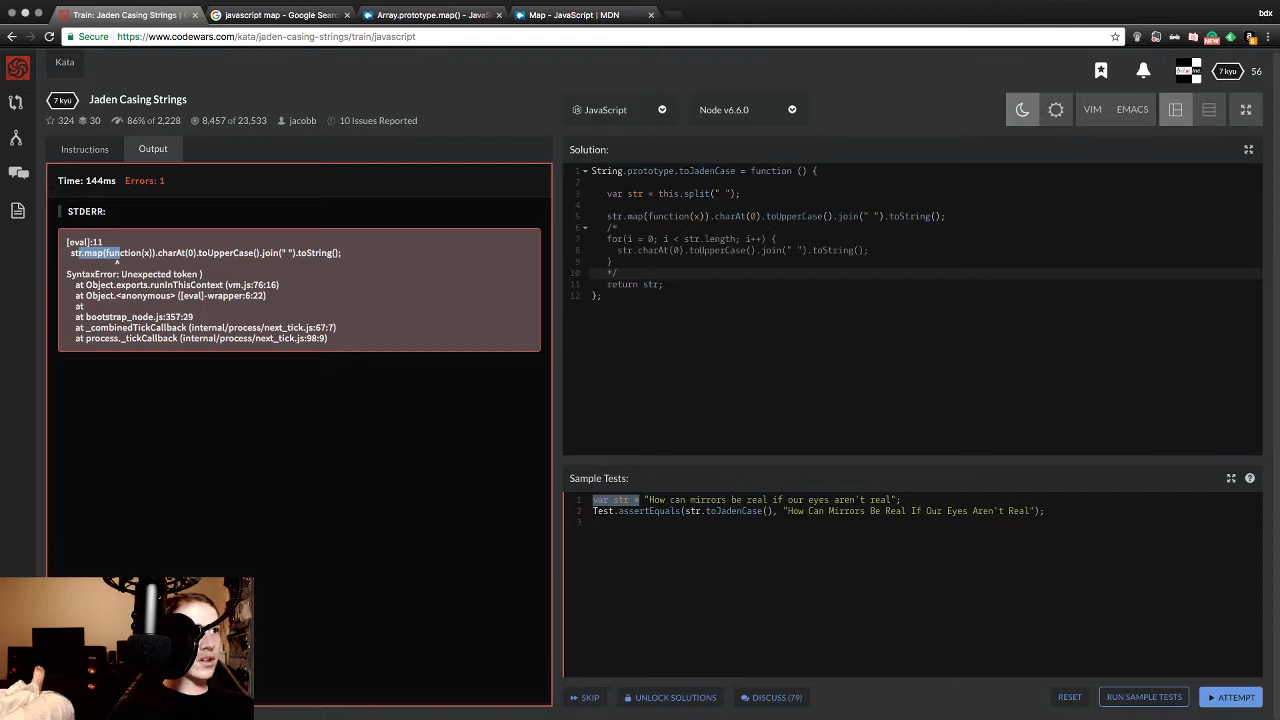 Train: Jaden Casing Strings |
javascript map - Google Sear
Array.prototype.map() - JavaS
Map - JavaScript | MDN
bdx
Secure
https://www.codewars.com/kata/jaden-casing-strings/train/javascript
NEW
Kata
7 kyu
56
7 kyu
Jaden Casing Strings
324
30
86% of 2,228
8,457 of 23,533
jacobb
10 Issues Reported
JavaScript
Node v6.6.0
VIM
EMACS
Instructions
Output
Time: 144ms
Errors: 1
STDERR:
[eval]:11
str.map(function(x)).charAt(0).toUpperCase().join(" ").toString();
^
SyntaxError: Unexpected token )
at Object.exports.runInThisContext (vm.js:76:16)
at Object.<anonymous> ([eval]-wrapper:6:22)
at
at bootstrap_node.js:357:29
at _combinedTickCallback (internal/process/next_tick.js:67:7)
at process._tickCallback (internal/process/next_tick.js:98:9)
Solution:
1 String.prototype.toJadenCase = function () {
2
3 var str = this.split(" ");
4
5 str.map(function(x)).charAt(0).toUpperCase().join(" ").toString();
6 /*
7 for(i = 0; i < str.length; i++) {
8 str.charAt(0).toUpperCase().join(" ").toString();
9 }
10 */
11 return str;
12 };
Sample Tests:
1 var str = "How can mirrors be real if our eyes aren't real";
2 Test.assertEquals(str.toJadenCase(), "How Can Mirrors Be Real If Our Eyes Aren't Real");
3
SKIP
UNLOCK SOLUTIONS
DISCUSS (79)
RESET
RUN SAMPLE TESTS
ATTEMPT